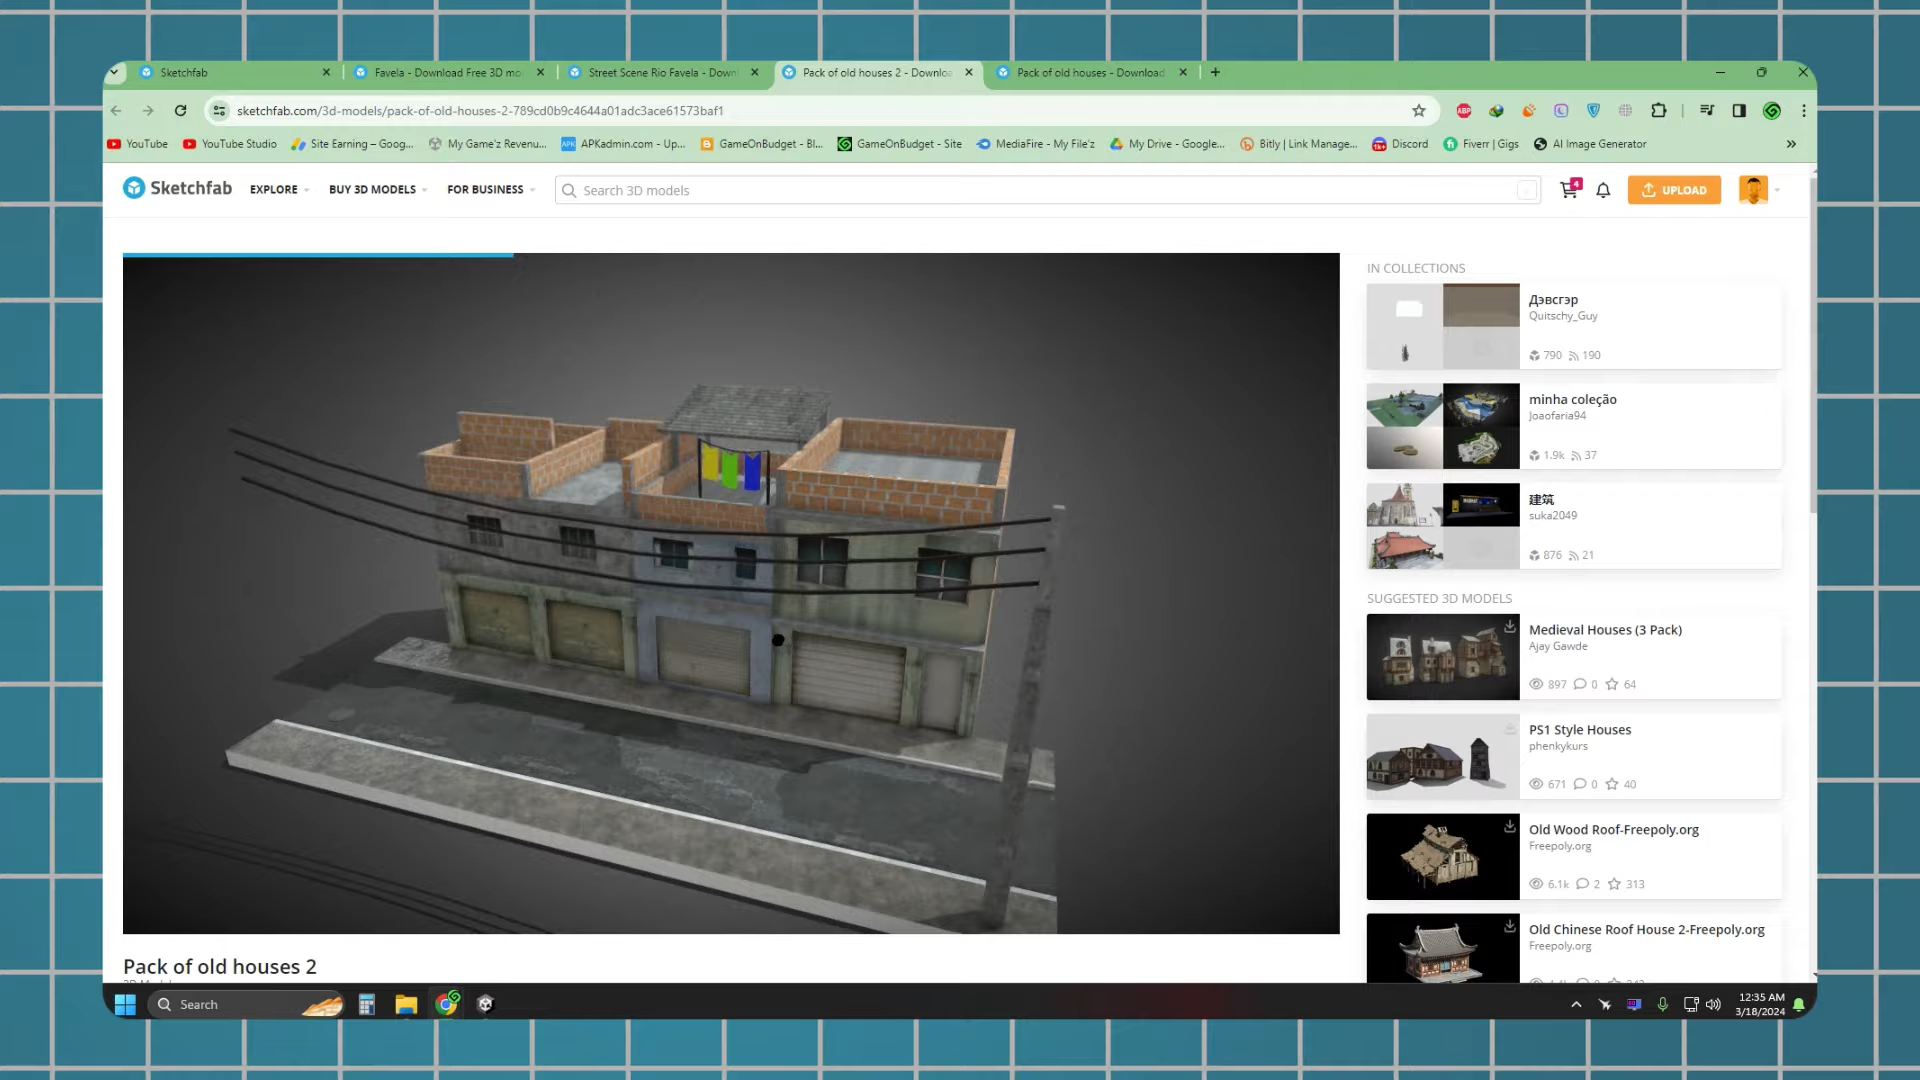 Sketchfab
Favela - Download Free 3D mo
Street Scene Rio Favela - Down
Pack of old houses 2 - Downloa
Pack of old houses - Download
sketchfab.com/3d-models/pack-of-old-houses-2-789cd0b9c4644a01adc3ace61573baf1
ABP
YouTube
YouTube Studio
Site Earning – Goog...
My Game'z Revenu...
APK
APKadmin.com - Up...
GameOnBudget - Bl...
GameOnBudget - Site
MediaFire - My File'z
My Drive - Google...
Bitly | Link Manage...
1k+
Discord
Fiverr | Gigs
AI Image Generator
Sketchfab
EXPLORE
BUY 3D MODELS
FOR BUSINESS
Search 3D models
4
UPLOAD
IN COLLECTIONS
Дэвсгэр
Quitschy_Guy
790 190
minha coleção
Joaofaria94
1.9k 37
建筑
suka2049
876 21
SUGGESTED 3D MODELS
Medieval Houses (3 Pack)
Ajay Gawde
897 0 64
PS1 Style Houses
phenkykurs
671 0 40
Old Wood Roof-Freepoly.org
Freepoly.org
6.1k 2 313
Old Chinese Roof House 2-Freepoly.org
Freepoly.org
Pack of old houses 2
Search
12:35 AM
3/18/2024